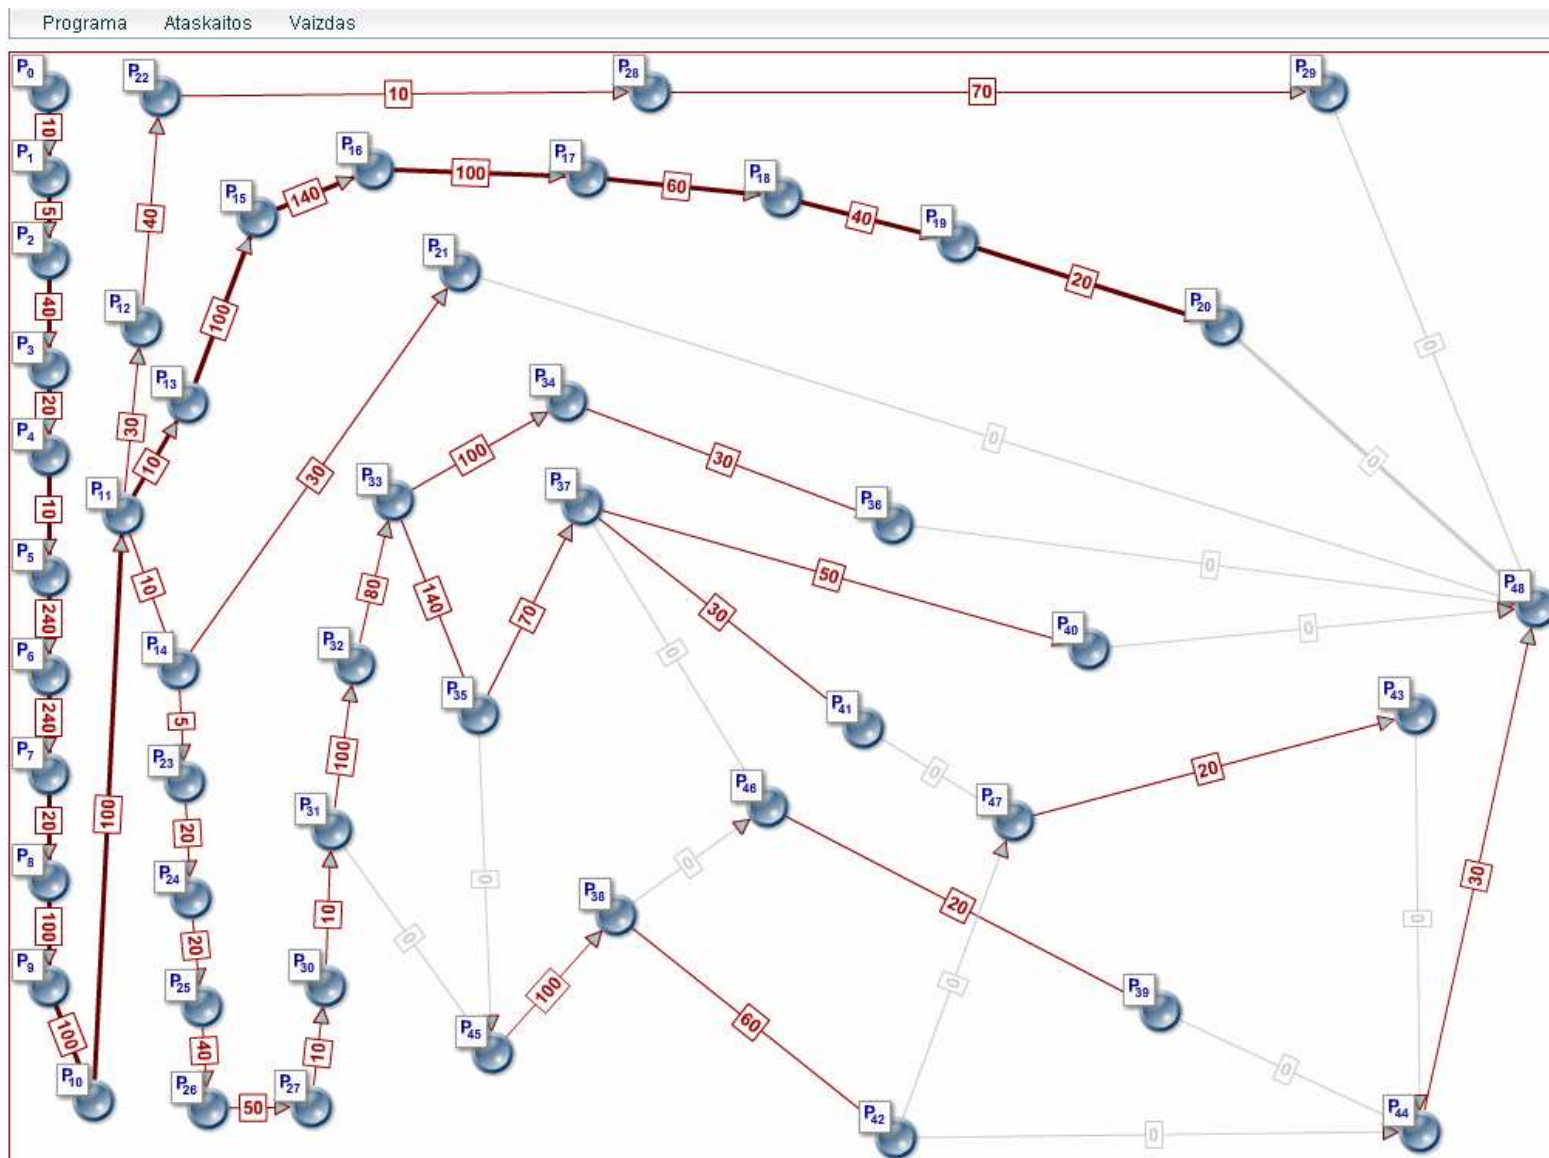 Programa Ataskaitos Vaizdas
P0
P22
P28
P29
10
70
10
P1
P16
P17
P18
140
100
60
5
P15
40
P2
P19
40
P21
20
40
P12
P20
P3
100
0
P13
P34
20
30
10
0
0
P4
100
30
P11
30
P33
P37
P36
10
0
P5
10
80
140
50
P48
240
70
30
P40
0
P14
P32
0
P6
P35
P41
P43
240
5
P7
P23
100
0
20
P46
P47
20
P31
100
20
P8
P24
0
0
30
P38
100
10
20
20
0
0
P9
P25
P30
0
100
P39
100
P45
60
40
10
0
P10
P26
P27
P42
P44
50
0